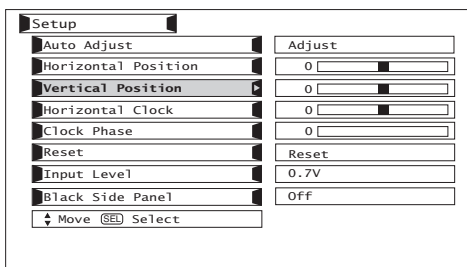 Setup
Auto Adjust Adjust
Horizontal Position 0
Vertical Position 0
Horizontal Clock 0
Clock Phase 0
Reset Reset
Input Level 0.7V
Black Side Panel Off
Move SEL Select